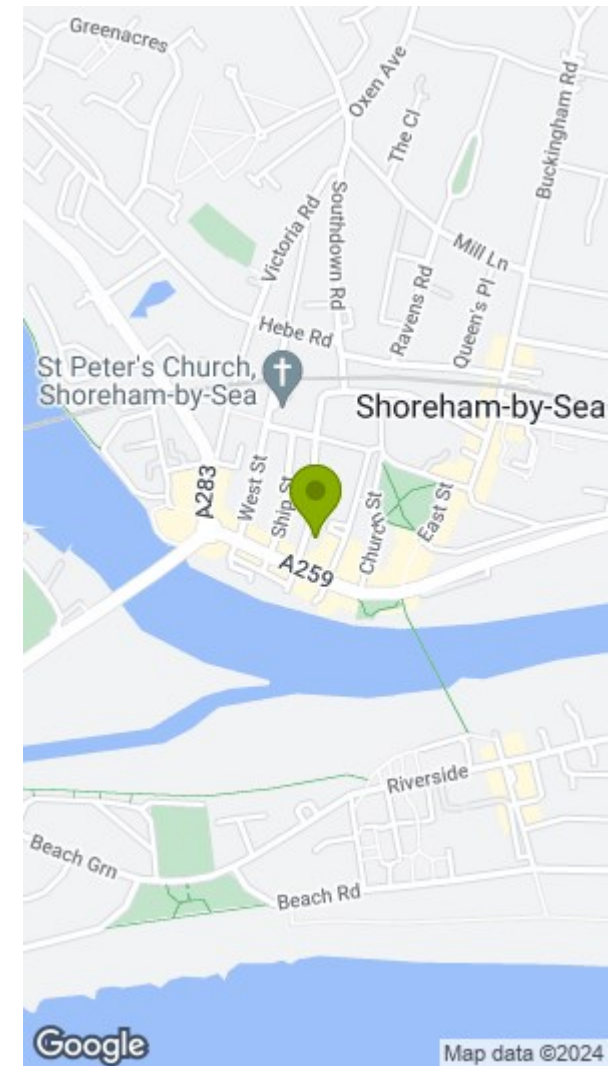 Greenacres
Oxen Ave
The Cl
Buckingham Rd
Victoria Rd
Southdown Rd
Mill Ln
Ravens Rd
Queen's Pl
Hebe Rd
St Peter's Church,
Shoreham-by-Sea
Shoreham-by-Sea
A283
West St
Ship St
Church St
East St
A259
Riverside
Beach Grn
Beach Rd
Google
Map data ©2024